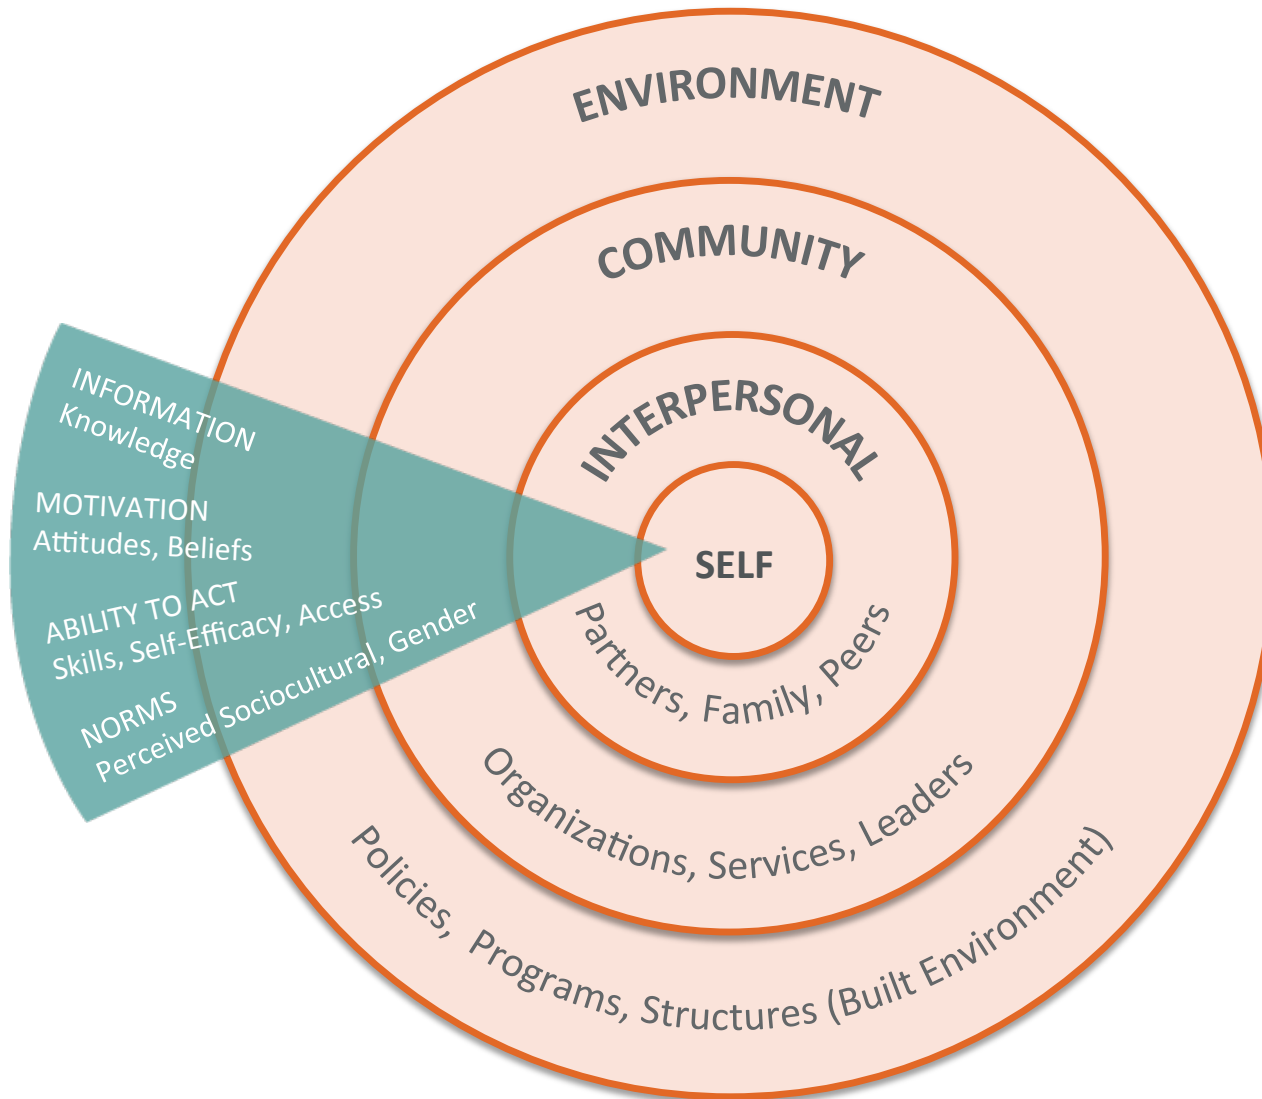 ENVIRONMENT
COMMUNITY
INTERPERSONAL
SELF
Partners, Family, Peers
Organizations, Services, Leaders
Policies, Programs, Structures (Built Environment)
INFORMATION
Knowledge
MOTIVATION
Attitudes, Beliefs
ABILITY TO ACT
Skills, Self-Efficacy, Access
NORMS
Perceived Sociocultural, Gender